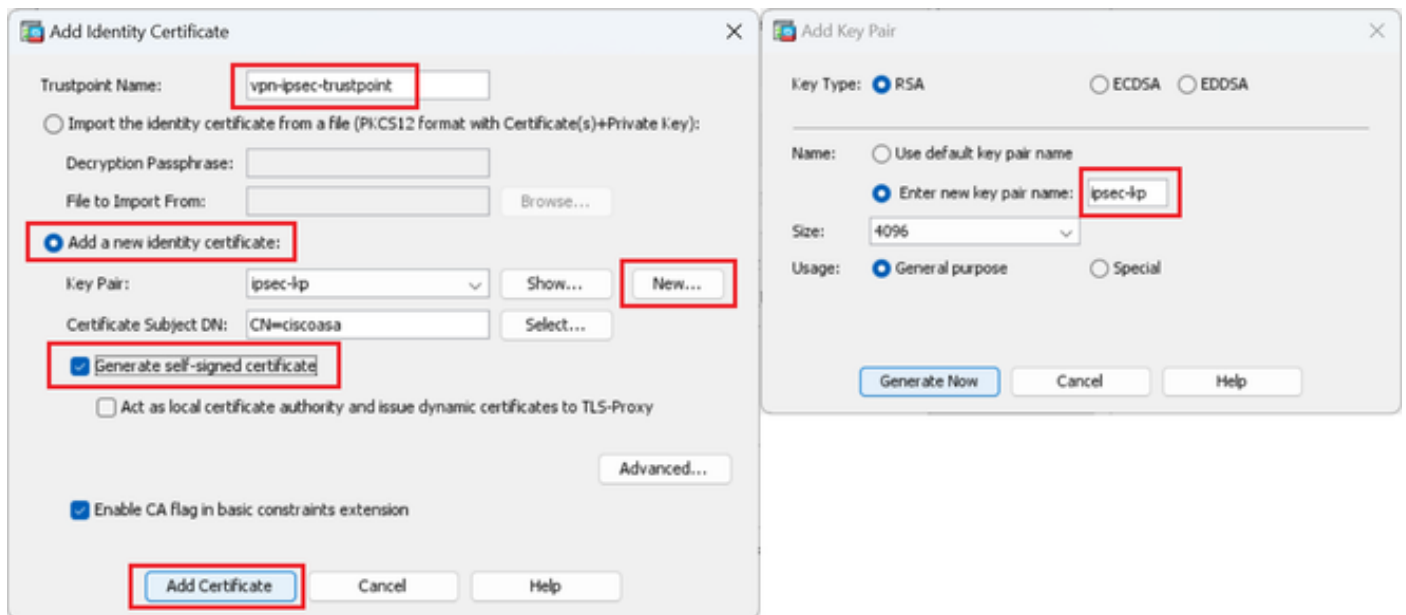 Add Identity Certificate
Trustpoint Name: vpn-ipsec-trustpoint
Import the identity certificate from a file (PKCS12 format with Certificate(s)+Private Key):
Decryption Passphrase:
File to Import From: Browse...
Add a new identity certificate:
Key Pair: ipsec-kp Show... New...
Certificate Subject DN: CN=ciscoasa Select...
Generate self-signed certificate
Act as local certificate authority and issue dynamic certificates to TLS-Proxy
Advanced...
Enable CA flag in basic constraints extension
Add Certificate Cancel Help
Add Key Pair
Key Type: RSA ECDSA EDDSA
Name: Use default key pair name
Enter new key pair name: ipsec-kp
Size: 4096
Usage: General purpose Special
Generate Now Cancel Help